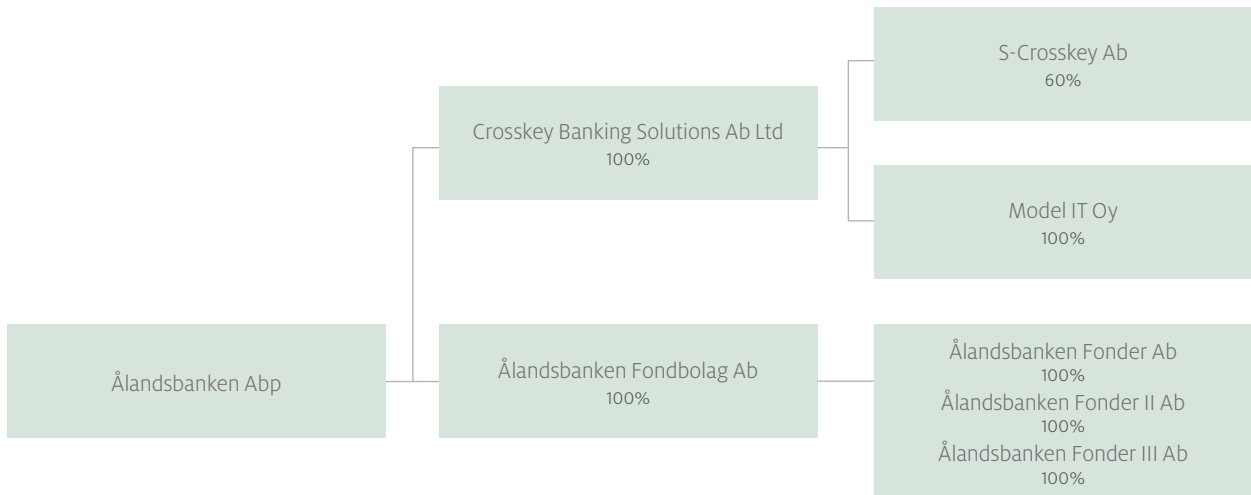 S-Crosskey Ab
60%
Crosskey Banking Solutions Ab Ltd
100%
Model IT Oy
100%
Ålandsbanken Abp
Ålandsbanken Fondbolag Ab
100%
Ålandsbanken Fonder Ab
100%
Ålandsbanken Fonder II Ab
100%
Ålandsbanken Fonder III Ab
100%